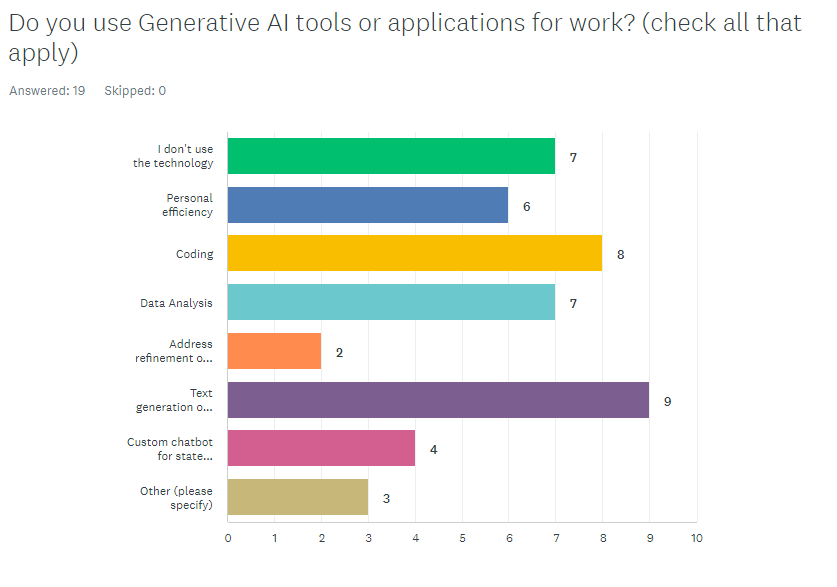 Do you use Generative AI tools or applications for work? (check all that
apply)
Answered: 19 Skipped: 0
I don't use
the technology
7
Personal
efficiency
6
Coding
8
Data Analysis
7
Address
refinement o...
2
Text
generation o...
9
Custom chatbot
for state...
4
Other (please
specify)
3
0 1 2 3 4 5 6 7 8 9 10